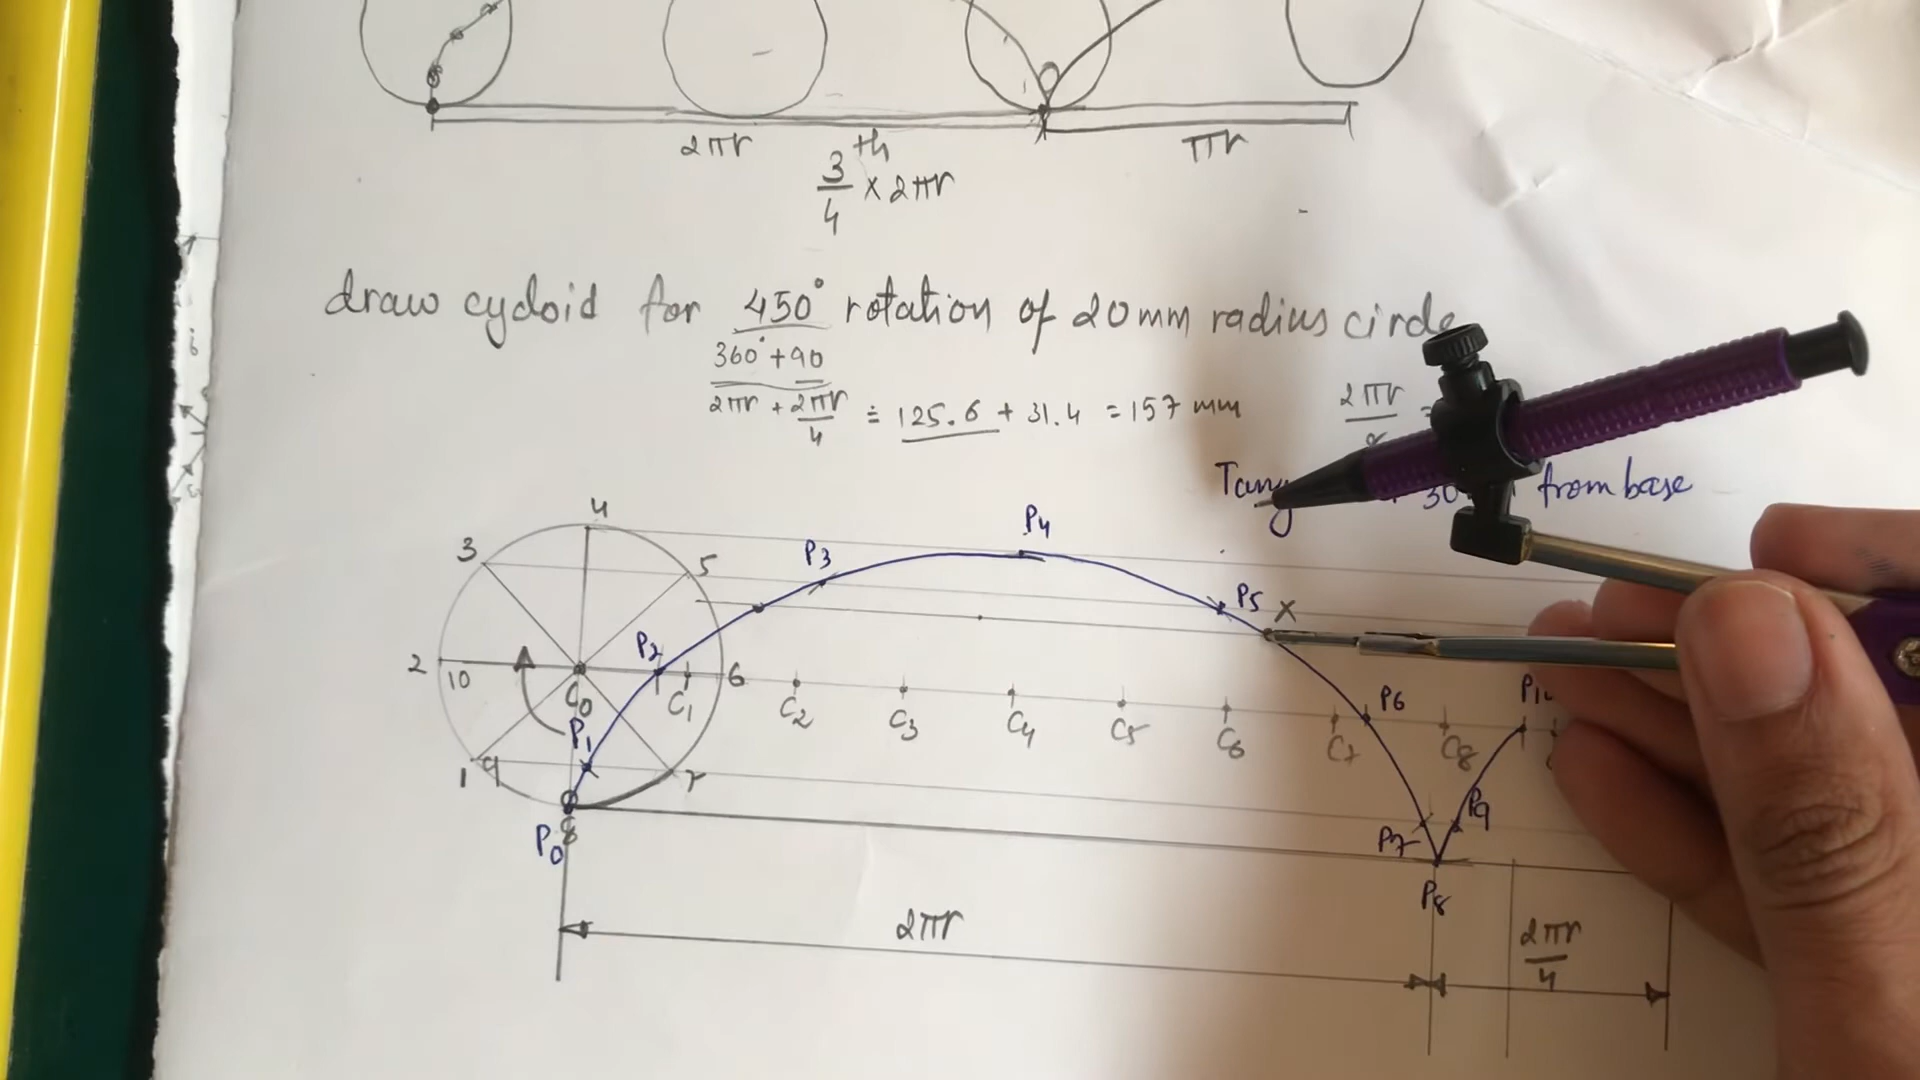 2πr
πr
3/4 th × 2πr
draw cycloid for 450° rotation of 20mm radius circle
360° + 90
2πr + 2πr/4 = 125.6 + 31.4 = 157 mm
2πr
from base
4
3
5
P3
P4
P5
X
2
10
C0
P2
6
C1
C2
C3
C4
C5
C6
C7
C8
P6
P1
1
9
7
P0
8
P7
P9
P8
2πr
2πr/4